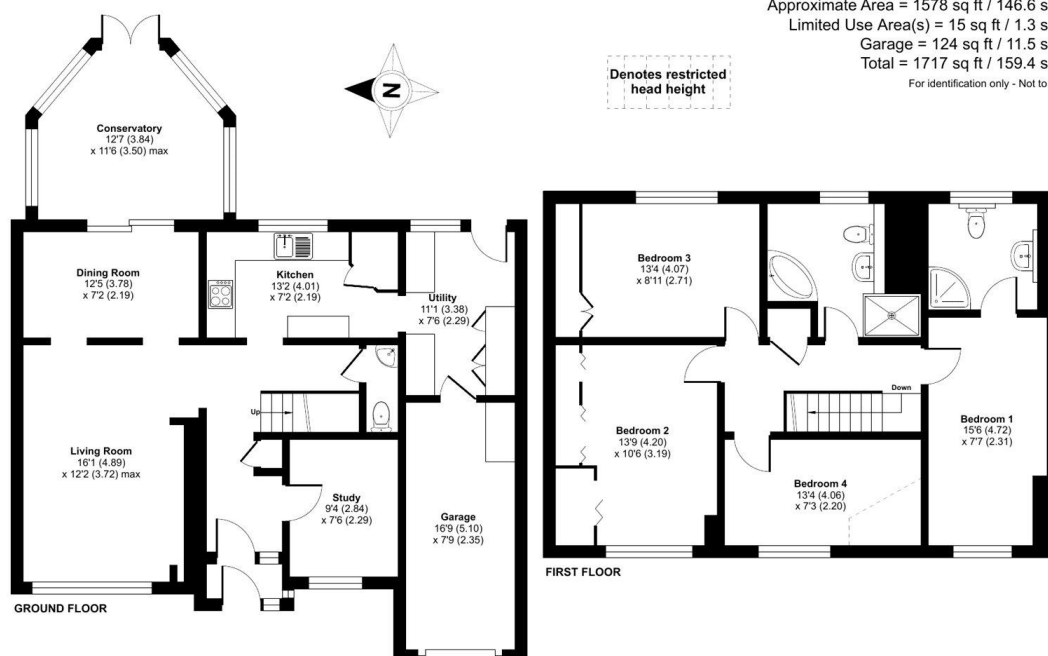 Approximate Area = 1578 sq ft / 146.6 s
Limited Use Area(s) = 15 sq ft / 1.3 s
Garage = 124 sq ft / 11.5 s
Total = 1717 sq ft / 159.4 s
For identification only - Not to
Denotes restricted
head height
N
Conservatory
12'7 (3.84)
x 11'6 (3.50) max
Dining Room
12'5 (3.78)
x 7'2 (2.19)
Kitchen
13'2 (4.01)
x 7'2 (2.19)
Utility
11'1 (3.38)
x 7'6 (2.29)
Up
Living Room
16'1 (4.89)
x 12'2 (3.72) max
Study
9'4 (2.84)
x 7'6 (2.29)
Garage
16'9 (5.10)
x 7'9 (2.35)
GROUND FLOOR
Bedroom 3
13'4 (4.07)
x 8'11 (2.71)
Down
Bedroom 2
13'9 (4.20)
x 10'6 (3.19)
Bedroom 1
15'6 (4.72)
x 7'7 (2.31)
Bedroom 4
13'4 (4.06)
x 7'3 (2.20)
FIRST FLOOR